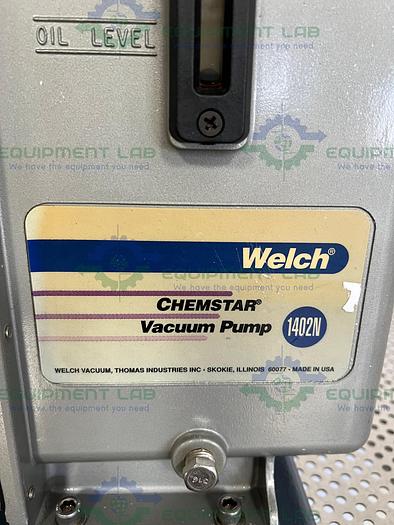 OIL LEVEL
EQUIPMENT LAB
We have the equipment you need
Welch®
CHEMSTAR®
Vacuum Pump 1402N
WELCH VACUUM, THOMAS INDUSTRIES INC • SKOKIE, ILLINOIS 60077 • MADE IN USA